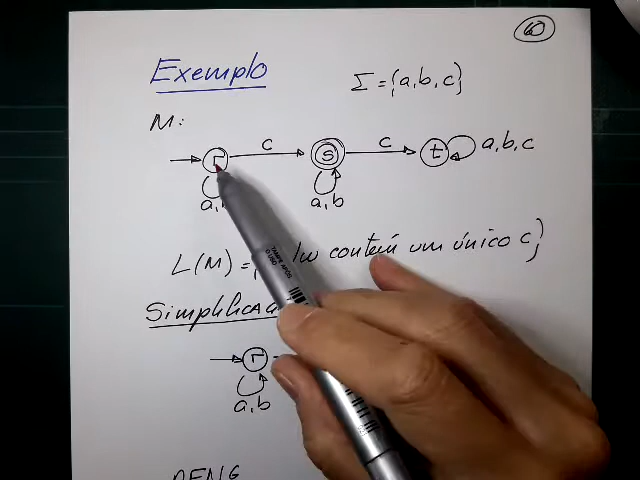 60
Exemplo
Σ = {a, b, c}
M:
r c s c t a, b, c
a, b
L(M) = w contém um único c}
r
a, b